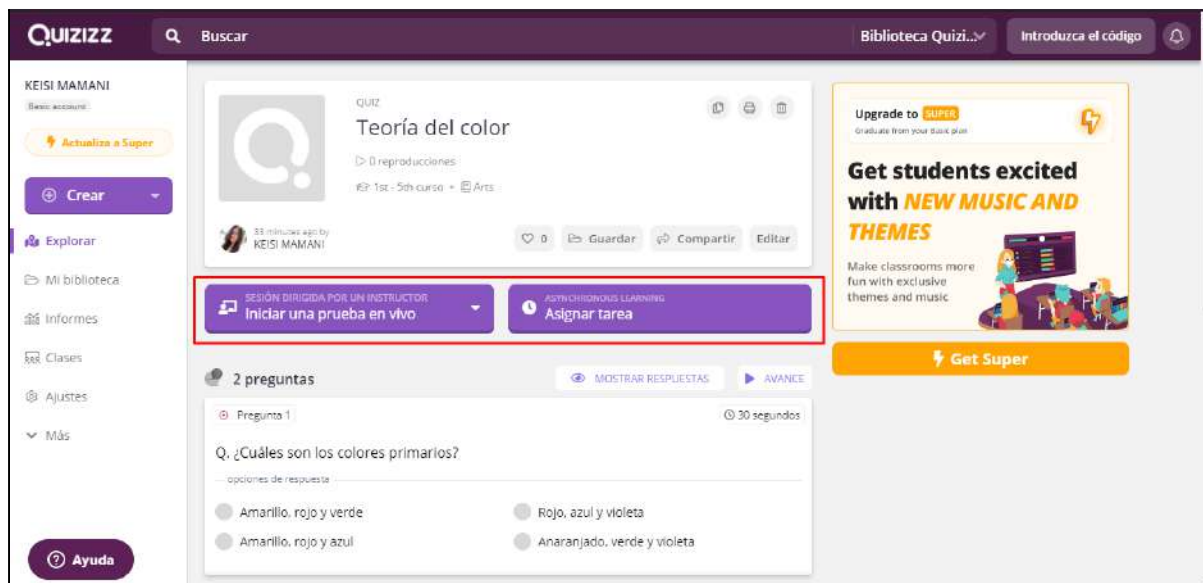 QUIZIZZ
Buscar
Biblioteca Quizi...
Introduzca el código
KEISI MAMANI
Basic account
Actualiza a Super
Crear
Explorar
Mi biblioteca
Informes
Clases
Ajustes
Más
Ayuda
QUIZ
Teoría del color
0 reproducciones
1st - 5th curso • Arts
33 minutes ago by
KEISI MAMANI
0
Guardar
Compartir
Editar
SESIÓN DIRIGIDA POR UN INSTRUCTOR
Iniciar una prueba en vivo
ASYNCHRONOUS LEARNING
Asignar tarea
2 preguntas
MOSTRAR RESPUESTAS
AVANCE
Pregunta 1
30 segundos
Q. ¿Cuáles son los colores primarios?
opciones de respuesta
Amarillo, rojo y verde
Rojo, azul y violeta
Amarillo, rojo y azul
Anaranjado, verde y violeta
Upgrade to SUPER
Graduate from your Basic plan
Get students excited
with NEW MUSIC AND
THEMES
Make classrooms more
fun with exclusive
themes and music
Get Super